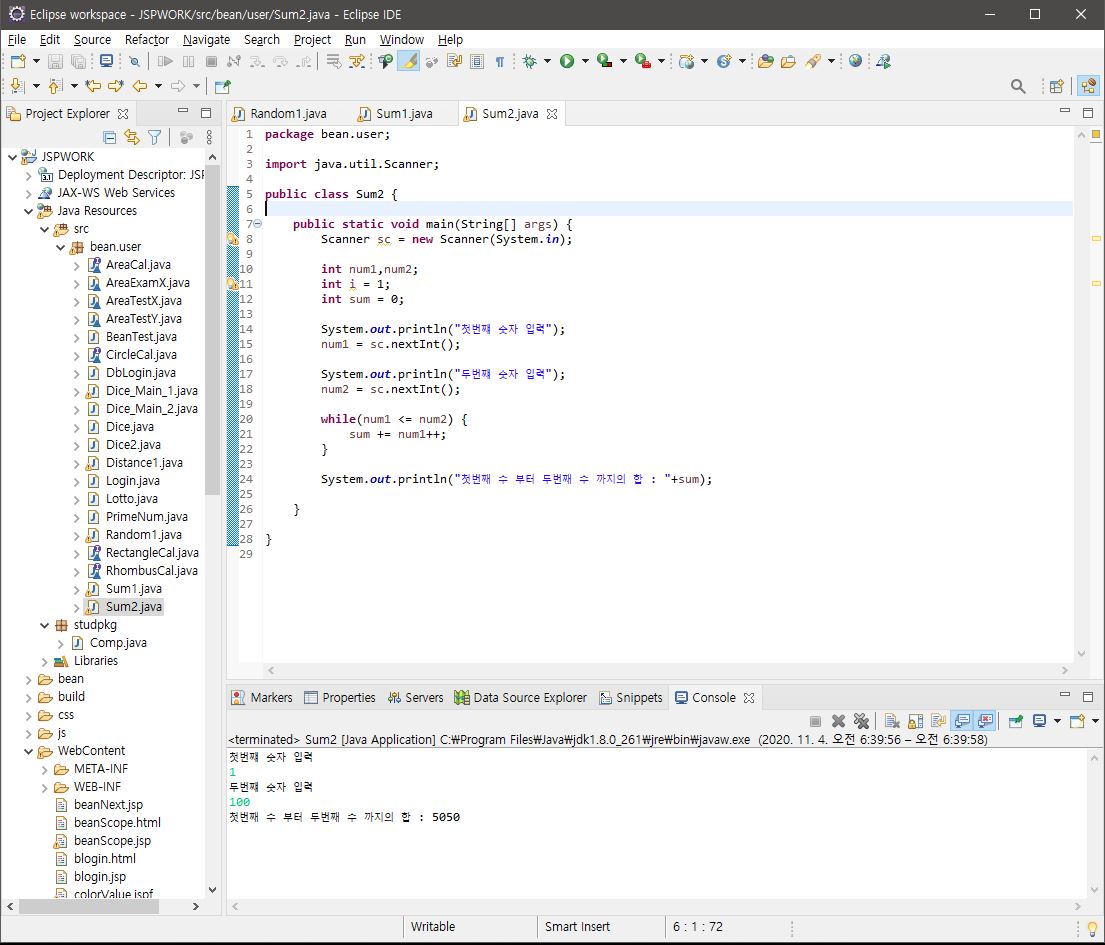 Eclipse workspace - JSPWORK/src/bean/user/Sum2.java - Eclipse IDE
File Edit Source Refactor Navigate Search Project Run Window Help
Project Explorer
JSPWORK
Deployment Descriptor: JSF
JAX-WS Web Services
Java Resources
src
bean.user
AreaCal.java
AreaExamX.java
AreaTestX.java
AreaTestY.java
BeanTest.java
CircleCal.java
DbLogin.java
Dice_Main_1.java
Dice_Main_2.java
Dice.java
Dice2.java
Distance1.java
Login.java
Lotto.java
PrimeNum.java
Random1.java
RectangleCal.java
RhombusCal.java
Sum1.java
Sum2.java
studpkg
Comp.java
Libraries
bean
build
css
js
WebContent
META-INF
WEB-INF
beanNext.jsp
beanScope.html
beanScope.jsp
blogin.html
blogin.jsp
colorValue.jspf
Random1.java Sum1.java Sum2.java
1 package bean.user;
2
3 import java.util.Scanner;
4
5 public class Sum2 {
6
7 public static void main(String[] args) {
8 Scanner sc = new Scanner(System.in);
9
10 int num1,num2;
11 int i = 1;
12 int sum = 0;
13
14 System.out.println("첫번째 숫자 입력");
15 num1 = sc.nextInt();
16
17 System.out.println("두번째 숫자 입력");
18 num2 = sc.nextInt();
19
20 while(num1 <= num2) {
21 sum += num1++;
22 }
23
24 System.out.println("첫번째 수 부터 두번째 수 까지의 합 : "+sum);
25
26 }
27
28 }
29
Markers Properties Servers Data Source Explorer Snippets Console
<terminated> Sum2 [Java Application] C:₩Program Files₩Java₩jdk1.8.0_261₩jre₩bin₩javaw.exe (2020. 11. 4. 오전 6:39:56 – 오전 6:39:58)
첫번째 숫자 입력
1
두번째 숫자 입력
100
첫번째 수 부터 두번째 수 까지의 합 : 5050
Writable Smart Insert 6 : 1 : 72